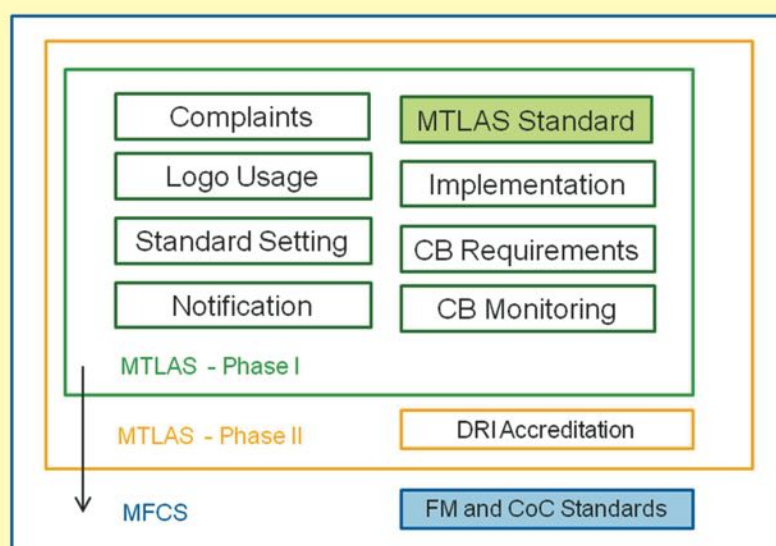 Complaints
MTLAS Standard
Logo Usage
Implementation
Standard Setting
CB Requirements
Notification
CB Monitoring
MTLAS - Phase I
MTLAS - Phase II
DRI Accreditation
MFCS
FM and CoC Standards